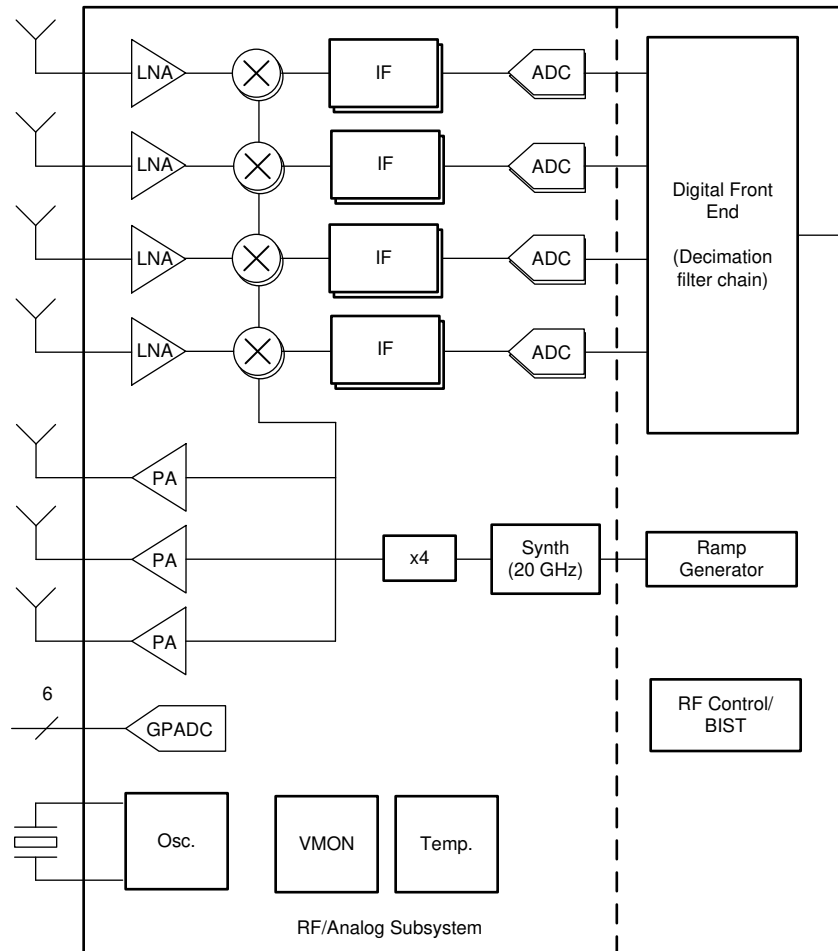 LNA
IF
ADC
LNA
IF
ADC
LNA
IF
ADC
LNA
IF
ADC
Digital Front
End
(Decimation
filter chain)
PA
PA
PA
x4
Synth
(20 GHz)
Ramp
Generator
6
GPADC
RF Control/
BIST
Osc.
VMON
Temp.
RF/Analog Subsystem